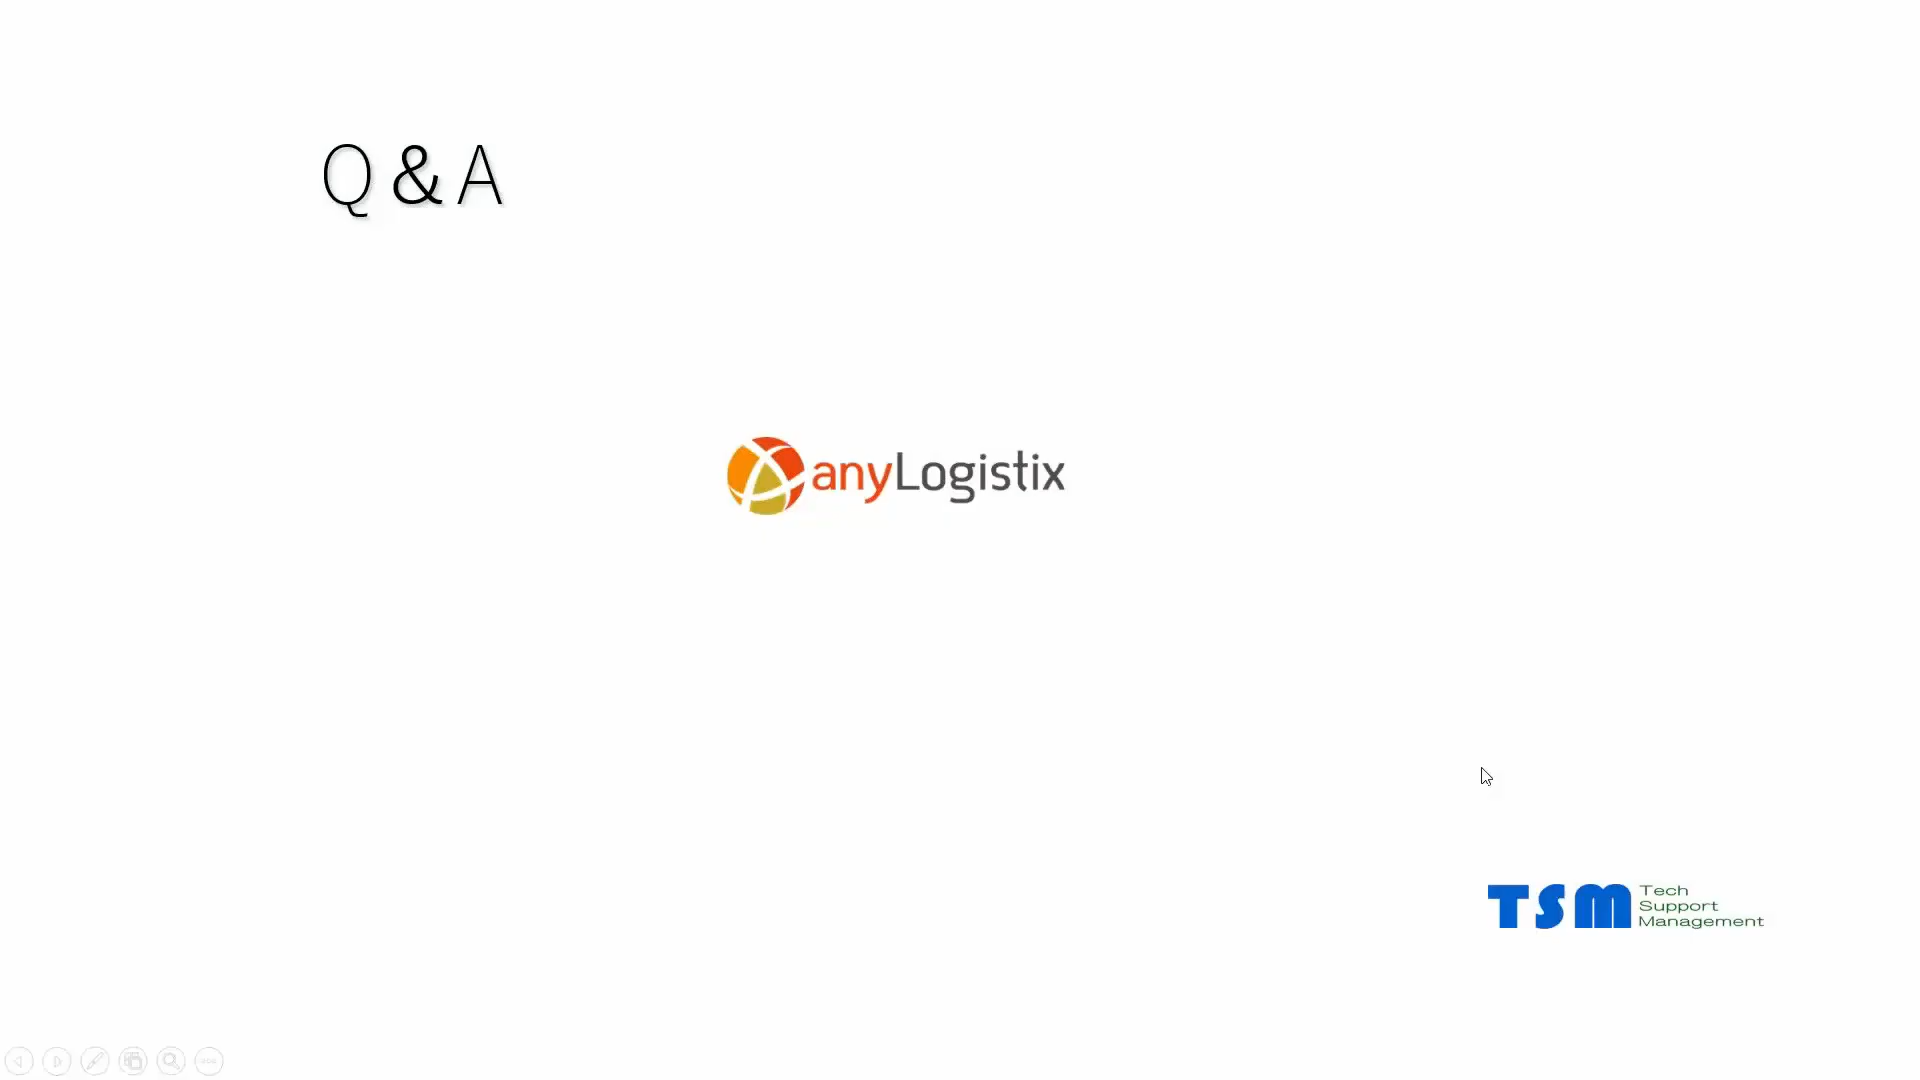 Q & A
anyLogistix
TSM
Tech
Support
Management